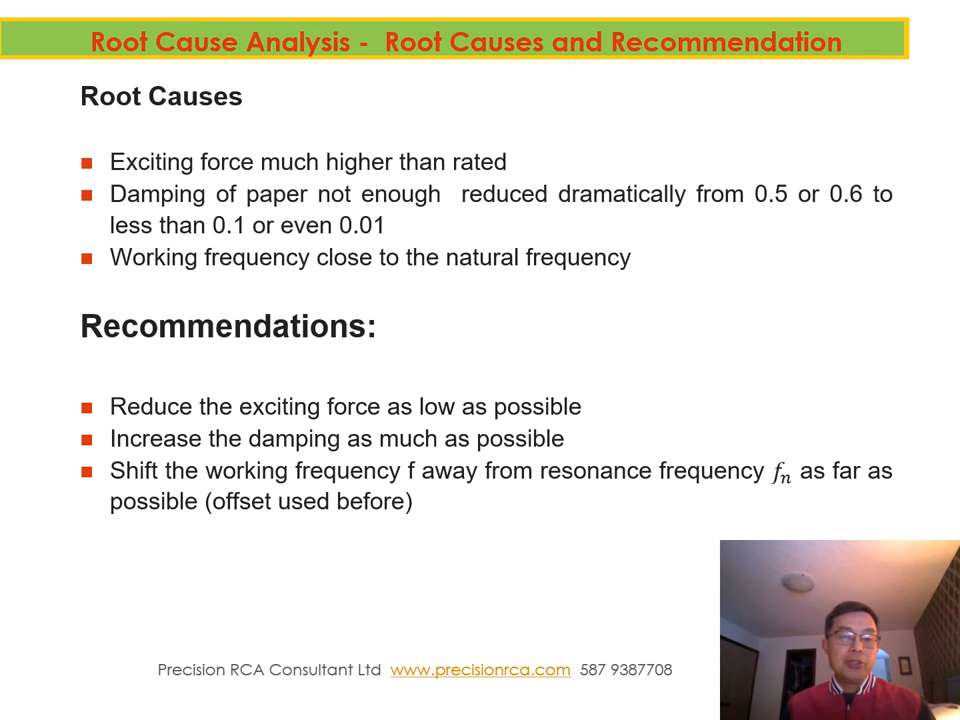 Root Cause Analysis - Root Causes and Recommendation
Root Causes
Exciting force much higher than rated
Damping of paper not enough reduced dramatically from 0.5 or 0.6 to
less than 0.1 or even 0.01
Working frequency close to the natural frequency
Recommendations:
Reduce the exciting force as low as possible
Increase the damping as much as possible
Shift the working frequency f away from resonance frequency fₙ as far as
possible (offset used before)
Precision RCA Consultant Ltd www.precisionrca.com 587 9387708